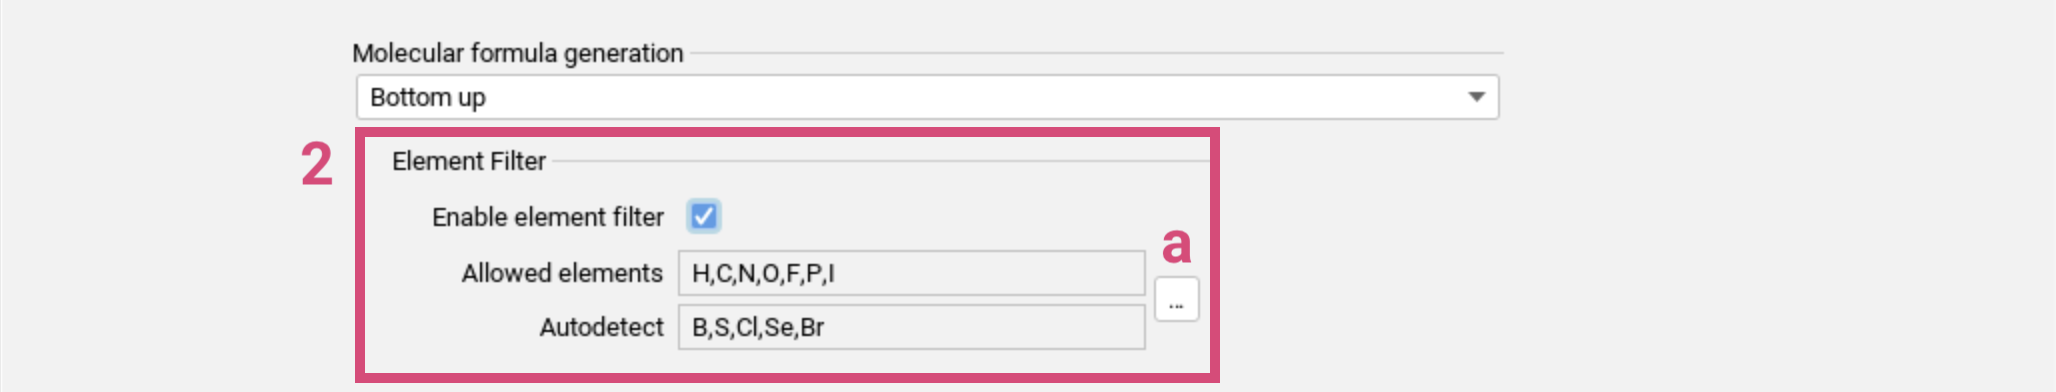 Molecular formula generation
Bottom up
2
Element Filter
Enable element filter
a
Allowed elements H,C,N,O,F,P,I
...
Autodetect B,S,Cl,Se,Br